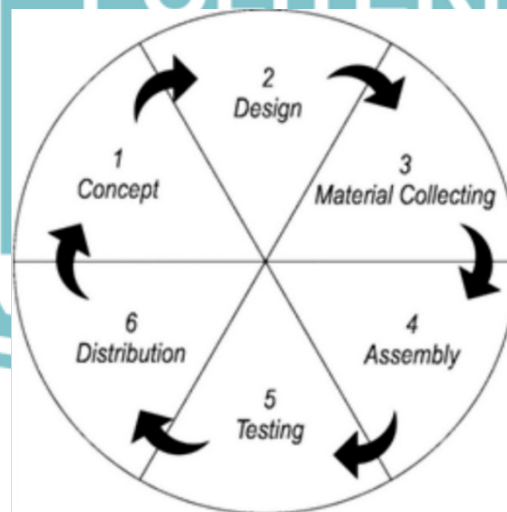 1
Concept
2
Design
3
Material Collecting
4
Assembly
5
Testing
6
Distribution